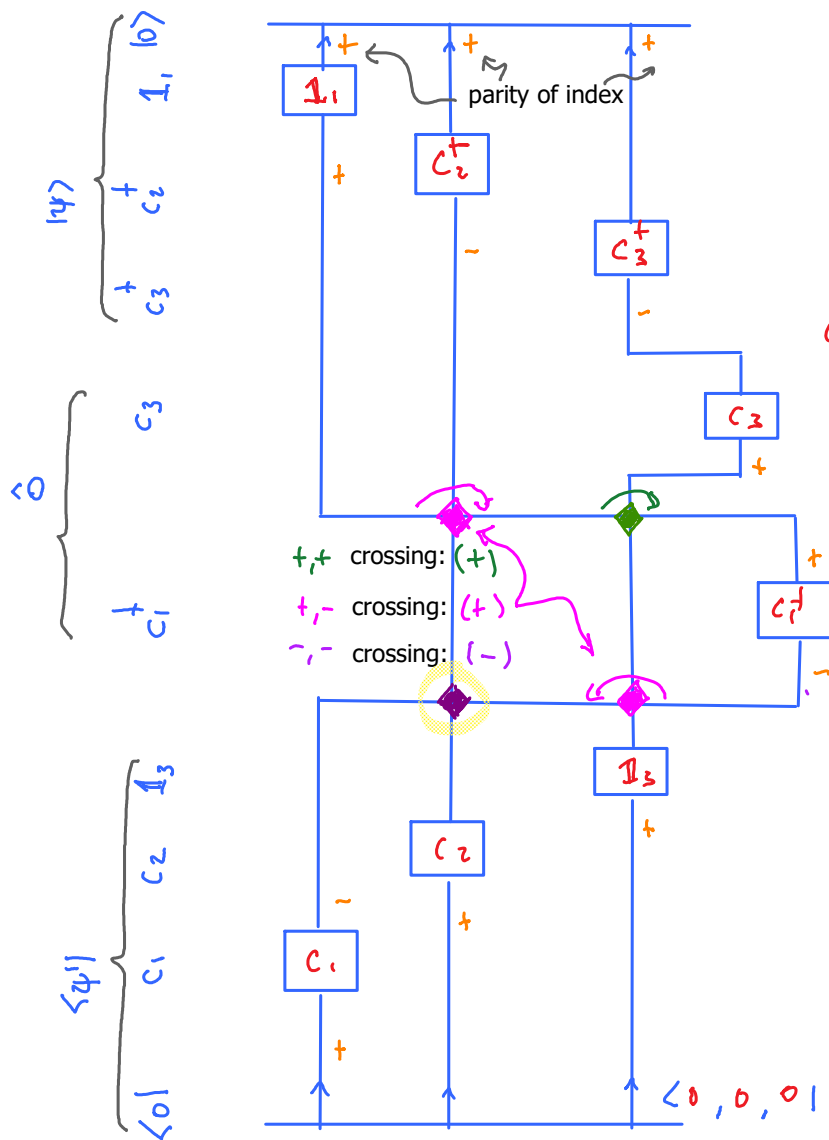 |0⟩
+ + +
𝟙₁ 𝟙₁ parity of index
|ψ⟩ c₂† C₂†
+
-
c₃† C₃†
-
c₃ C₃
+
Ô
+,+ crossing: (+)
+,- crossing: (+)
+
c₁† C₁†
-,- crossing: (-)
-
𝟙₃ 𝟙₃
+
c₂ C₂
-
+
⟨ψ'| c₁ C₁
+
⟨0| ⟨0, 0, 0|